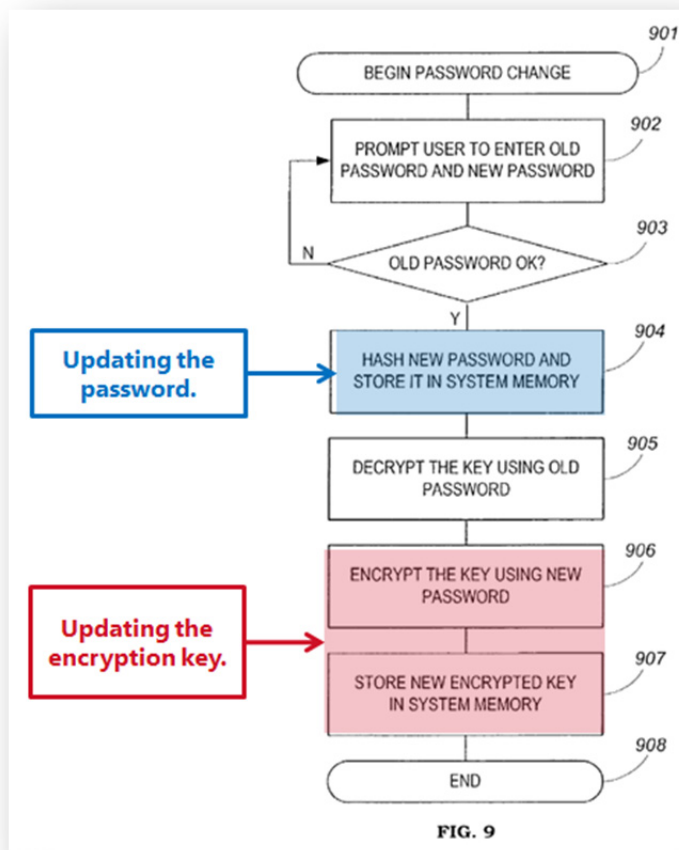 901
BEGIN PASSWORD CHANGE
902
PROMPT USER TO ENTER OLD
PASSWORD AND NEW PASSWORD
903
N
OLD PASSWORD OK?
Y
904
Updating the
password.
HASH NEW PASSWORD AND
STORE IT IN SYSTEM MEMORY
905
DECRYPT THE KEY USING OLD
PASSWORD
906
ENCRYPT THE KEY USING NEW
PASSWORD
Updating the
encryption key.
907
STORE NEW ENCRYPTED KEY
IN SYSTEM MEMORY
908
END
FIG. 9